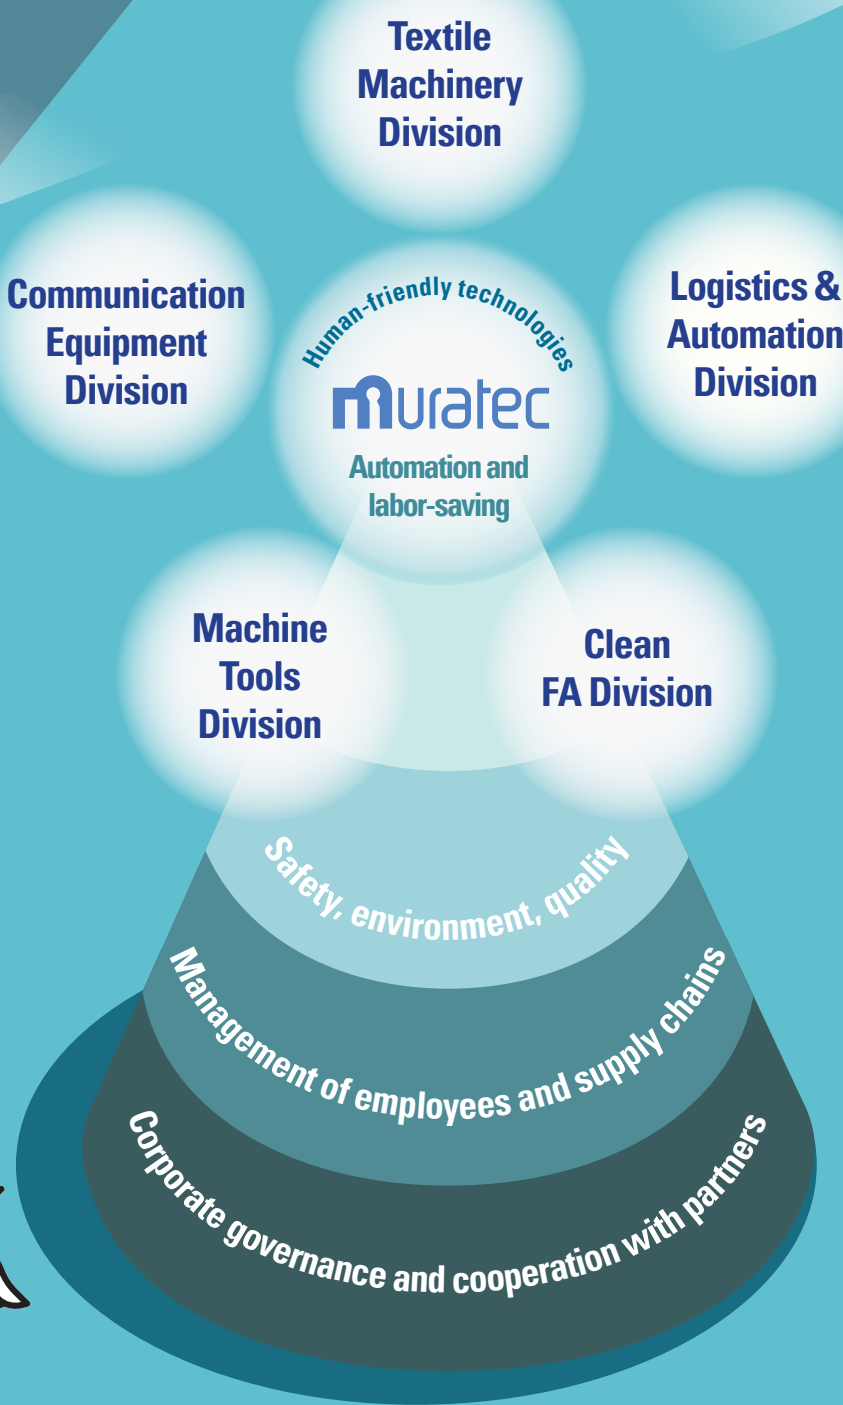 Textile
Machinery
Division
Communication
Equipment
Division
Human-friendly technologies
muratec
Automation and
labor-saving
Logistics &
Automation
Division
Machine
Tools
Division
Clean
FA Division
Safety, environment, quality
Management of employees and supply chains
Corporate governance and cooperation with partners